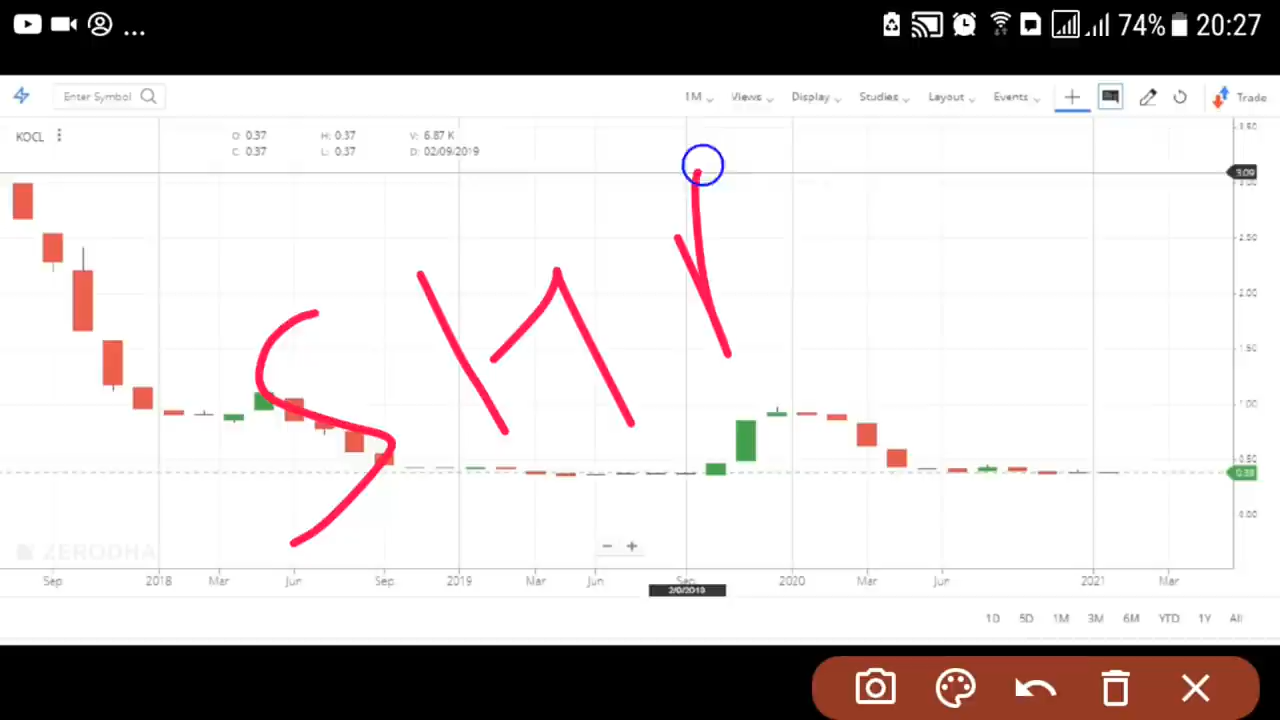 ... 74% 20:27
Enter Symbol 1M Views Display Studies Layout Events Trade
KOCL O: 0.37 H: 0.37 V: 6.87 K
C: 0.37 L: 0.37 D: 02/09/2019
3.50
3.09
3.00
2.50
2.00
1.50
1.00
0.50
0.00
ZERODHA
Sep 2018 Mar Jun Sep 2019 Mar Jun Sep 2020 Mar Jun 2021 Mar
1D 5D 1M 3M 6M YTD 1Y All